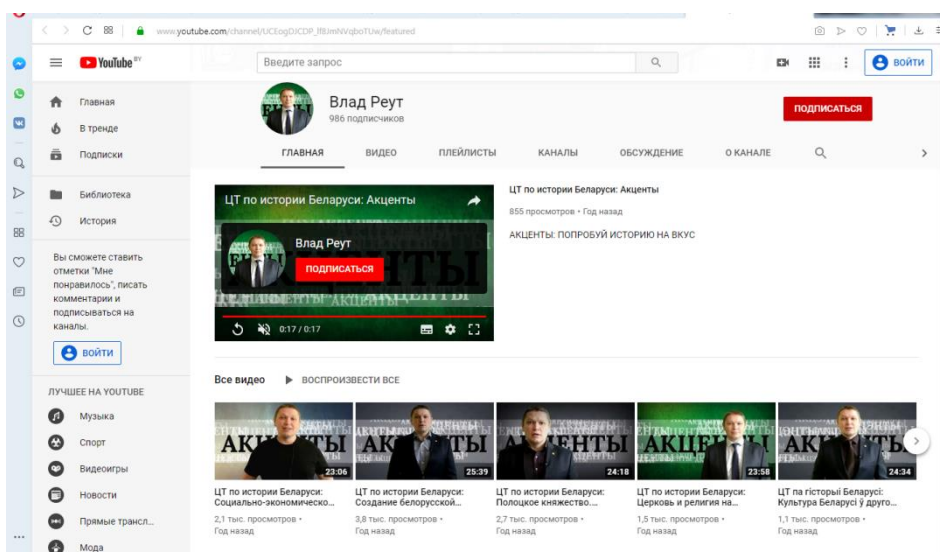 www.youtube.com/channel/UCEogDJCDP_lf8JmNVqboTUw/featured
YouTube BY
Введите запрос
ВОЙТИ
Главная
В тренде
Подписки
Библиотека
История
Вы сможете ставить
отметки "Мне
понравилось", писать
комментарии и
подписываться на
каналы.
ВОЙТИ
ЛУЧШЕЕ НА YOUTUBE
Музыка
Спорт
Видеоигры
Новости
Прямые трансл...
Мода
Влад Реут
986 подписчиков
ПОДПИСАТЬСЯ
ГЛАВНАЯ ВИДЕО ПЛЕЙЛИСТЫ КАНАЛЫ ОБСУЖДЕНИЕ О КАНАЛЕ
ЦТ по истории Беларуси: Акценты
Влад Реут
ПОДПИСАТЬСЯ
АКЦЕНТЫ
0:17 / 0:17
ЦТ по истории Беларуси: Акценты
855 просмотров • Год назад
АКЦЕНТЫ: ПОПРОБУЙ ИСТОРИЮ НА ВКУС
Все видео ВОСПРОИЗВЕСТИ ВСЕ
23:06
ЦТ по истории Беларуси:
Социально-экономическо...
2,1 тыс. просмотров •
Год назад
25:39
ЦТ по истории Беларуси:
Создание белорусской...
3,8 тыс. просмотров •
Год назад
24:18
ЦТ по истории Беларуси:
Полоцкое княжество....
2,7 тыс. просмотров •
Год назад
23:58
ЦТ по истории Беларуси:
Церковь и религия на...
1,5 тыс. просмотров •
Год назад
24:34
ЦТ па гісторыі Беларусі:
Культура Беларусі ў друго...
1,1 тыс. просмотров •
Год назад